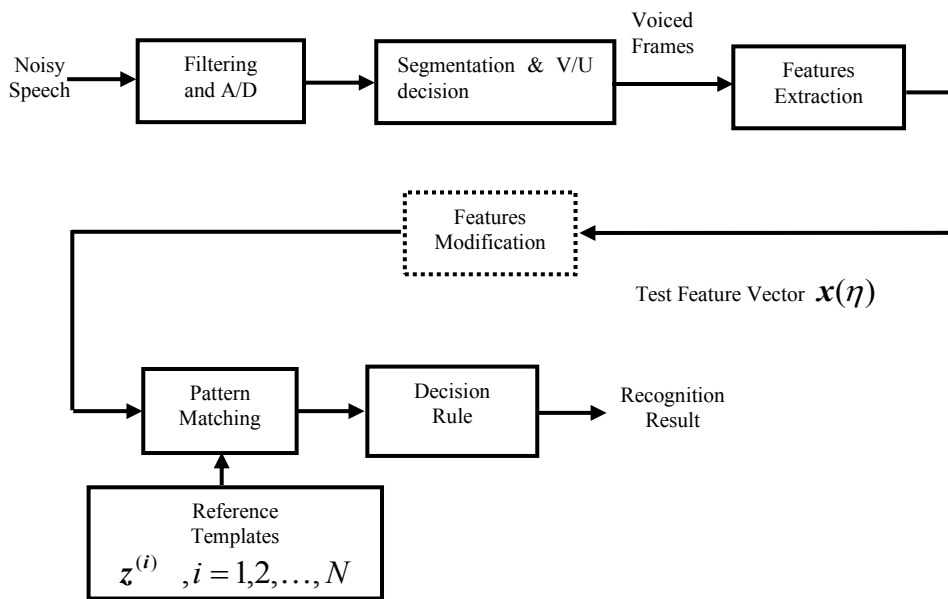 Noisy
Speech
Filtering
and A/D
Segmentation & V/U
decision
Voiced
Frames
Features
Extraction
Features
Modification
Test Feature Vector x(η)
Pattern
Matching
Decision
Rule
Recognition
Result
Reference
Templates
z⁽ⁱ⁾ , i = 1,2,…, N